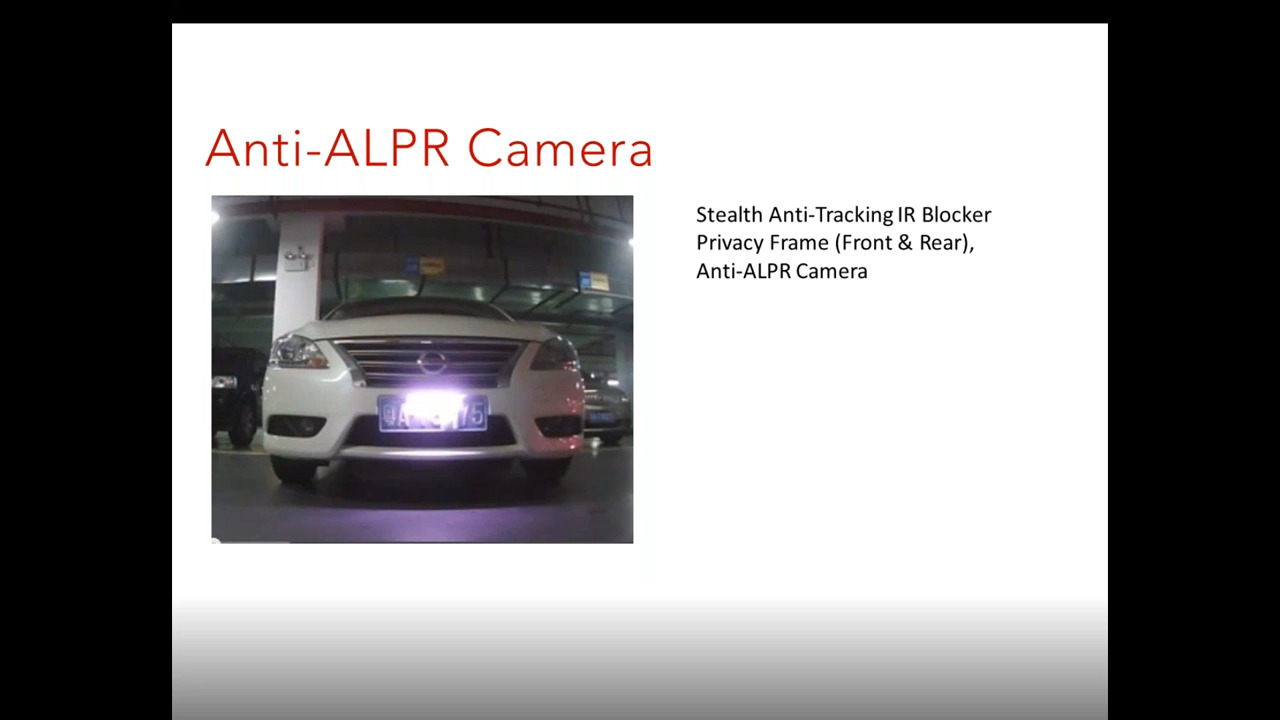 Anti-ALPR Camera
Stealth Anti-Tracking IR Blocker
Privacy Frame (Front & Rear),
Anti-ALPR Camera